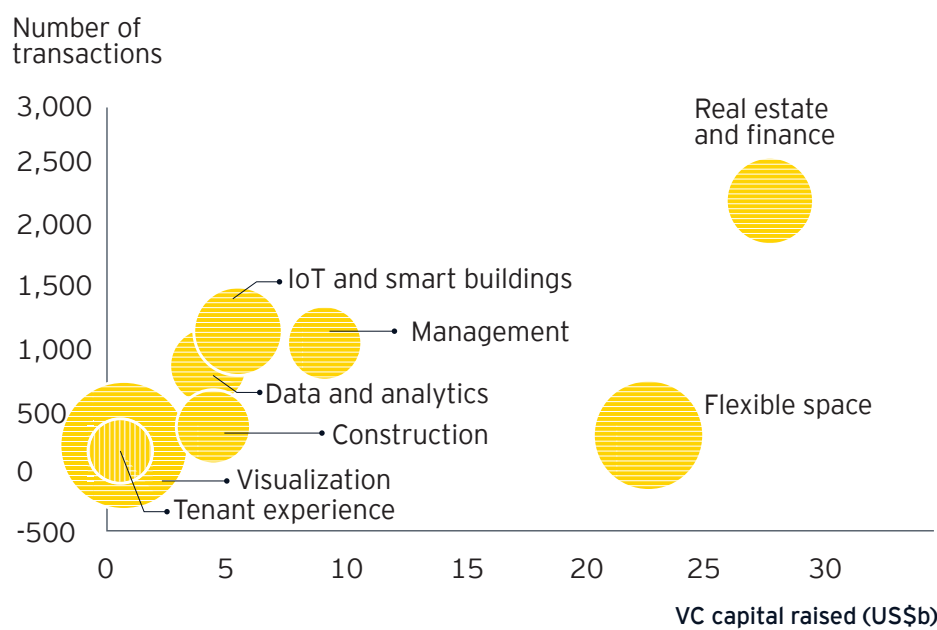 Number of
transactions
3,000
Real estate
and finance
2,500
2,000
1,500
IoT and smart buildings
1,000
Management
Data and analytics
500
Flexible space
Construction
0
Visualization
Tenant experience
-500
0 5 10 15 20 25 30
VC capital raised (US$b)